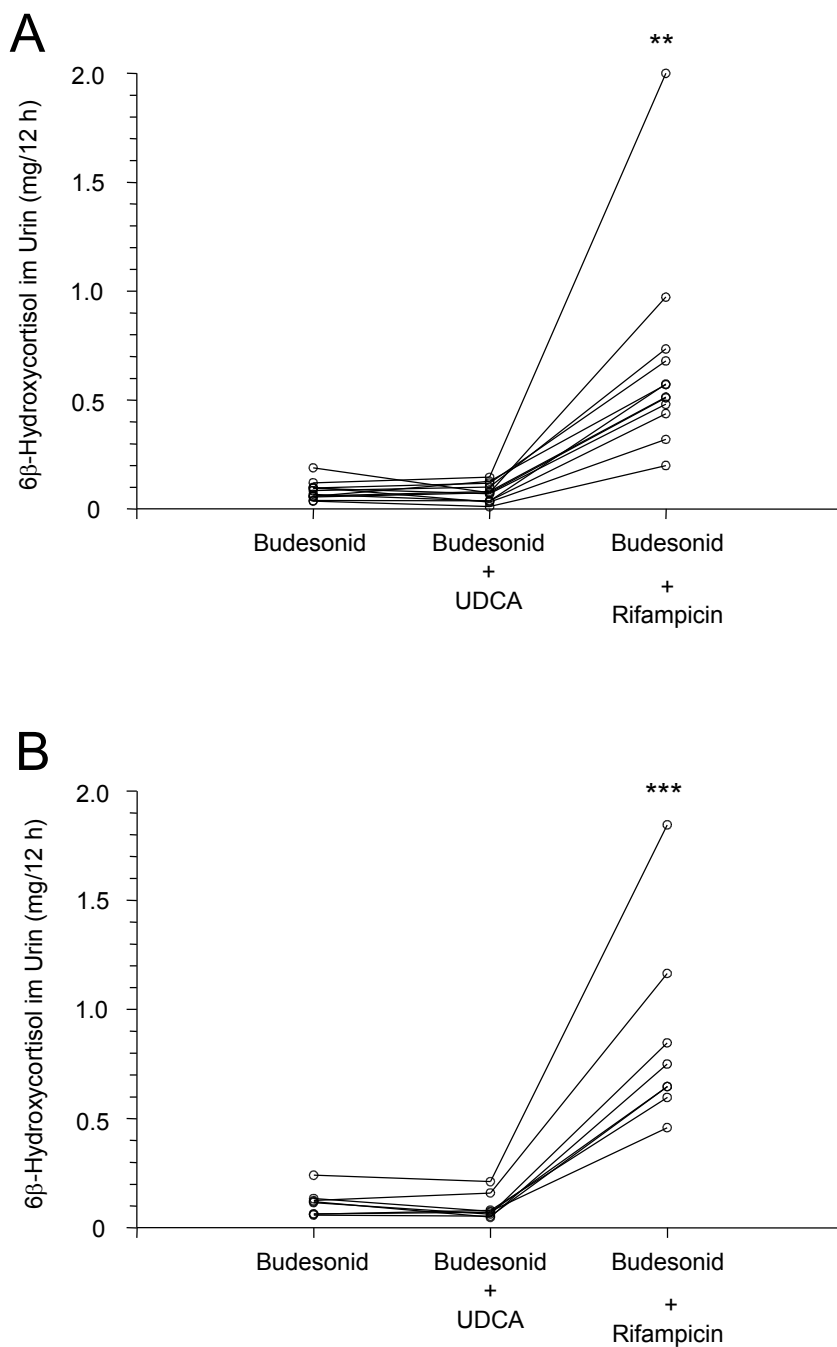 A
**
2.0
1.5
1.0
0.5
0
6β-Hydroxycortisol im Urin (mg/12 h)
Budesonid
Budesonid
+
UDCA
Budesonid
+
Rifampicin
B
***
2.0
1.5
1.0
0.5
0
6β-Hydroxycortisol im Urin (mg/12 h)
Budesonid
Budesonid
+
UDCA
Budesonid
+
Rifampicin